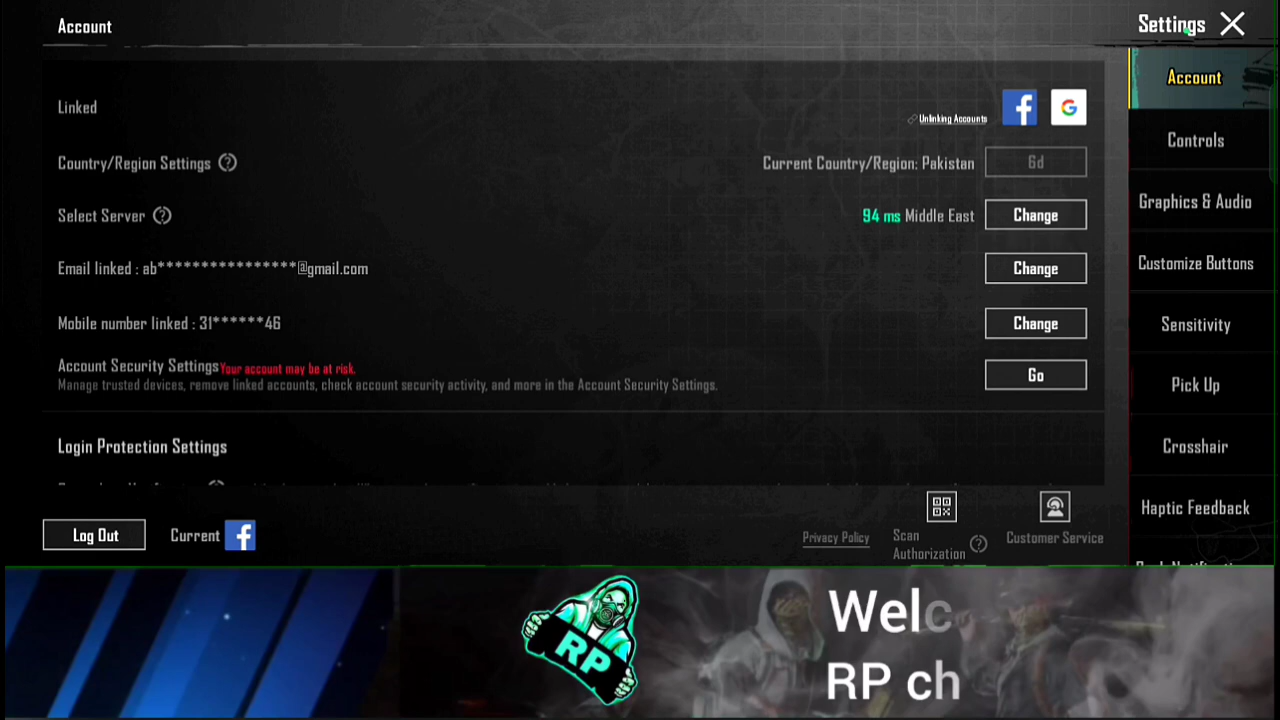 Account
Settings
Account
Linked
Unlinking Accounts
Controls
Country/Region Settings ?
Current Country/Region: Pakistan
6d
Graphics & Audio
Select Server ?
94 ms Middle East
Change
Customize Buttons
Email linked : ab****************@gmail.com
Change
Sensitivity
Mobile number linked : 31******46
Change
Account Security Settings Your account may be at risk.
Manage trusted devices, remove linked accounts, check account security activity, and more in the Account Security Settings.
Go
Pick Up
Login Protection Settings
Crosshair
Haptic Feedback
Log Out
Current
Privacy Policy
Scan
Authorization ?
Customer Service
RP
Welc
RP ch